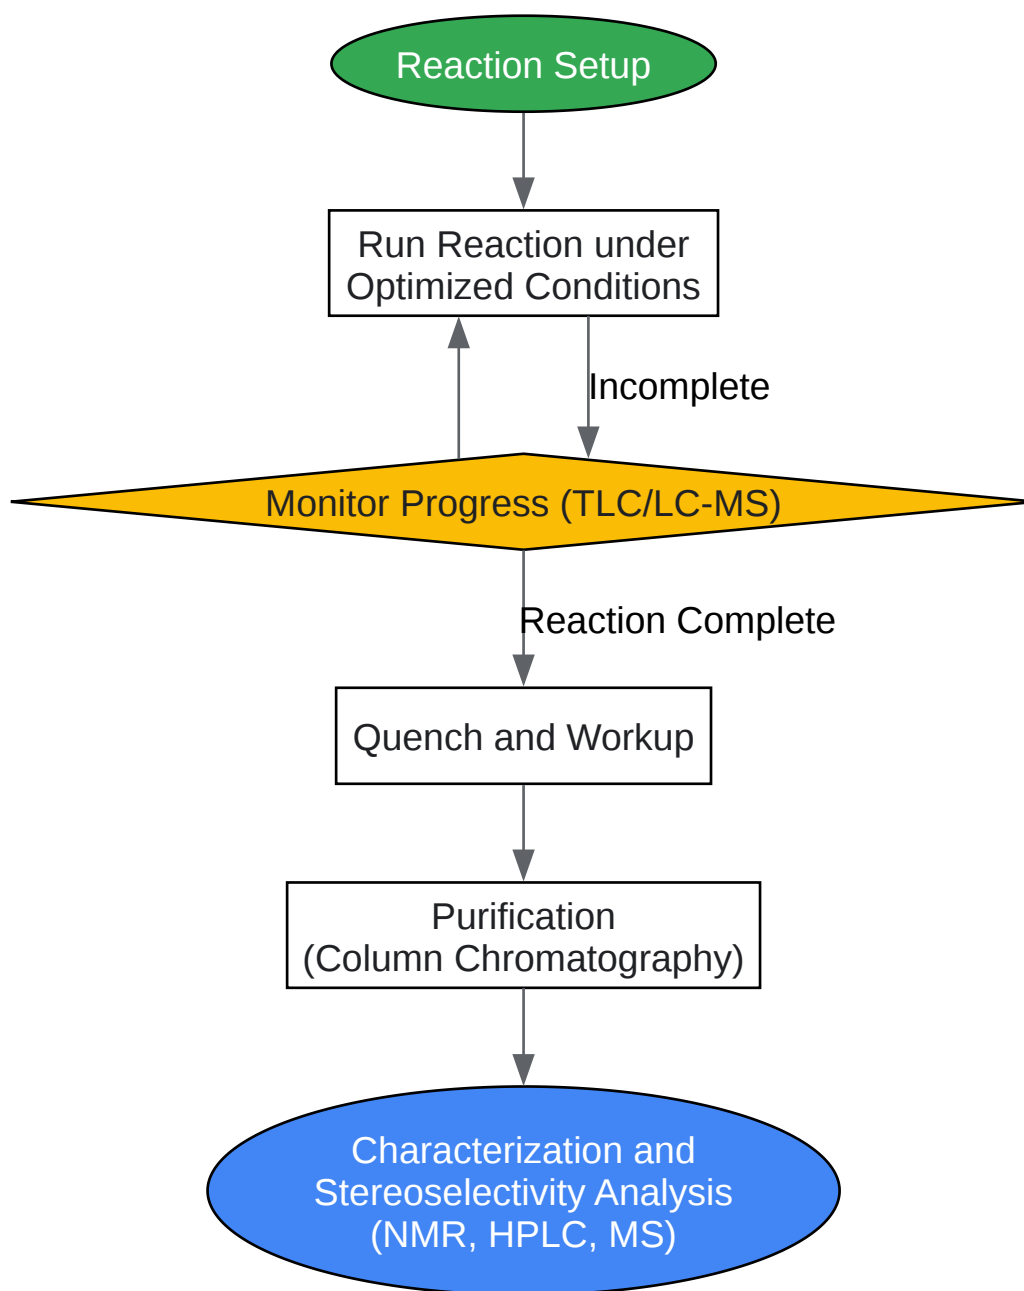 Reaction Setup
Run Reaction under
Optimized Conditions
Incomplete
Monitor Progress (TLC/LC-MS)
Reaction Complete
Quench and Workup
Purification
(Column Chromatography)
Characterization and
Stereoselectivity Analysis
(NMR, HPLC, MS)